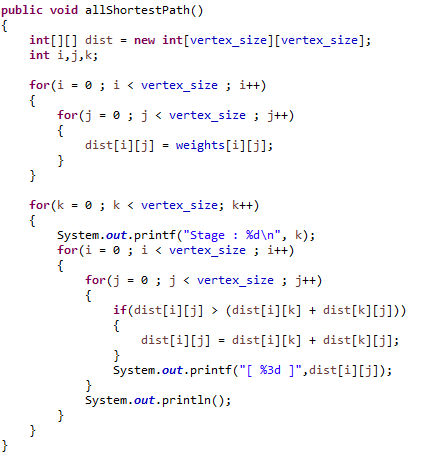 public void allShortestPath()
{
    int[][] dist = new int[vertex_size][vertex_size];
    int i,j,k;

    for(i = 0 ; i < vertex_size ; i++)
    {
        for(j = 0 ; j < vertex_size ; j++)
        {
            dist[i][j] = weights[i][j];
        }
    }

    for(k = 0 ; k < vertex_size; k++)
    {
        System.out.printf("Stage : %d\n", k);
        for(i = 0 ; i < vertex_size ; i++)
        {
            for(j = 0 ; j < vertex_size ; j++)
            {
                if(dist[i][j] > (dist[i][k] + dist[k][j]))
                {
                    dist[i][j] = dist[i][k] + dist[k][j];
                }
                System.out.printf("[ %3d ]",dist[i][j]);
            }
            System.out.println();
        }
    }
}